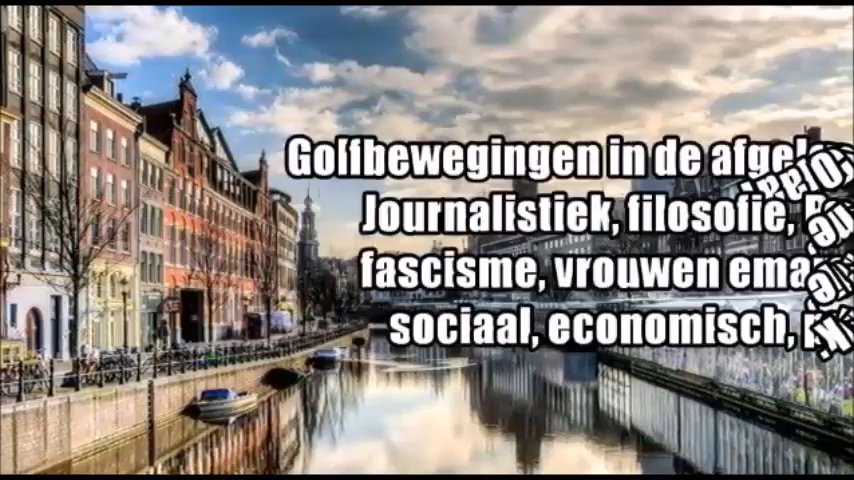 Golfbewegingen in de
Journalistiek, filosofie,
fascisme, vrouwen
sociaal, economisch,